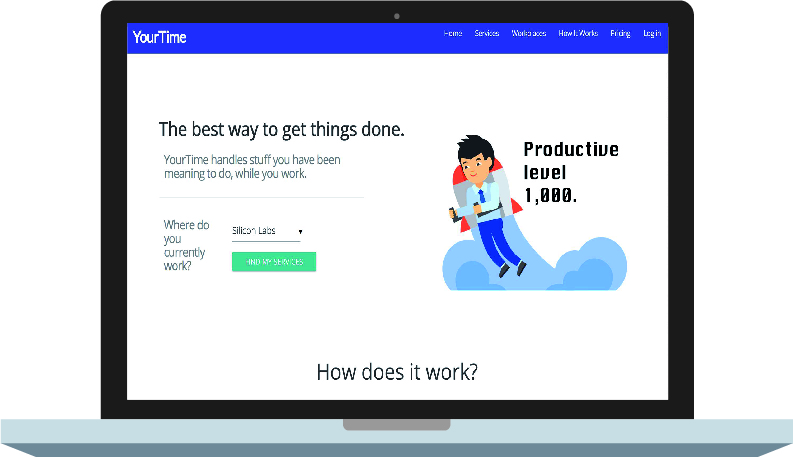 YourTime
Home Services Workplaces How It Works Pricing Log in
The best way to get things done.
YourTime handles stuff you have been
meaning to do, while you work.
Where do
you
currently
work?
Silicon Labs
FIND MY SERVICES
Productive
level
1,000.
How does it work?